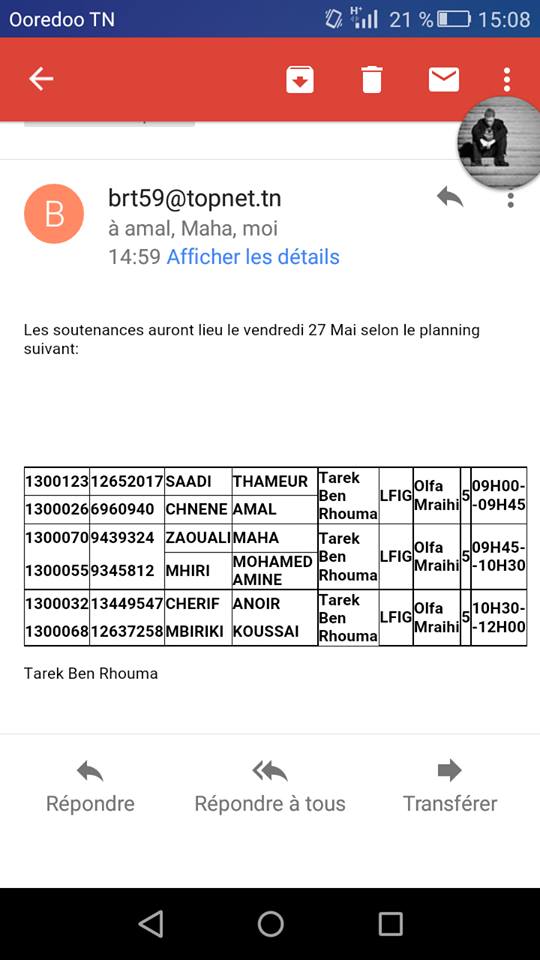 Ooredoo TN H+ 21 % 15:08
B
brt59@topnet.tn
à amal, Maha, moi
14:59 Afficher les détails
Les soutenances auront lieu le vendredi 27 Mai selon le planning
suivant:
1300123 12652017 SAADI THAMEUR Tarek Ben Rhouma LFIG Olfa Mraihi 5 09H00--09H45
1300026 6960940 CHNENE AMAL
1300070 9439324 ZAOUALI MAHA Tarek Ben Rhouma LFIG Olfa Mraihi 5 09H45--10H30
1300055 9345812 MHIRI MOHAMED AMINE
1300032 13449547 CHERIF ANOIR Tarek Ben Rhouma LFIG Olfa Mraihi 5 10H30--12H00
1300068 12637258 MBIRIKI KOUSSAI
Tarek Ben Rhouma
Répondre Répondre à tous Transférer